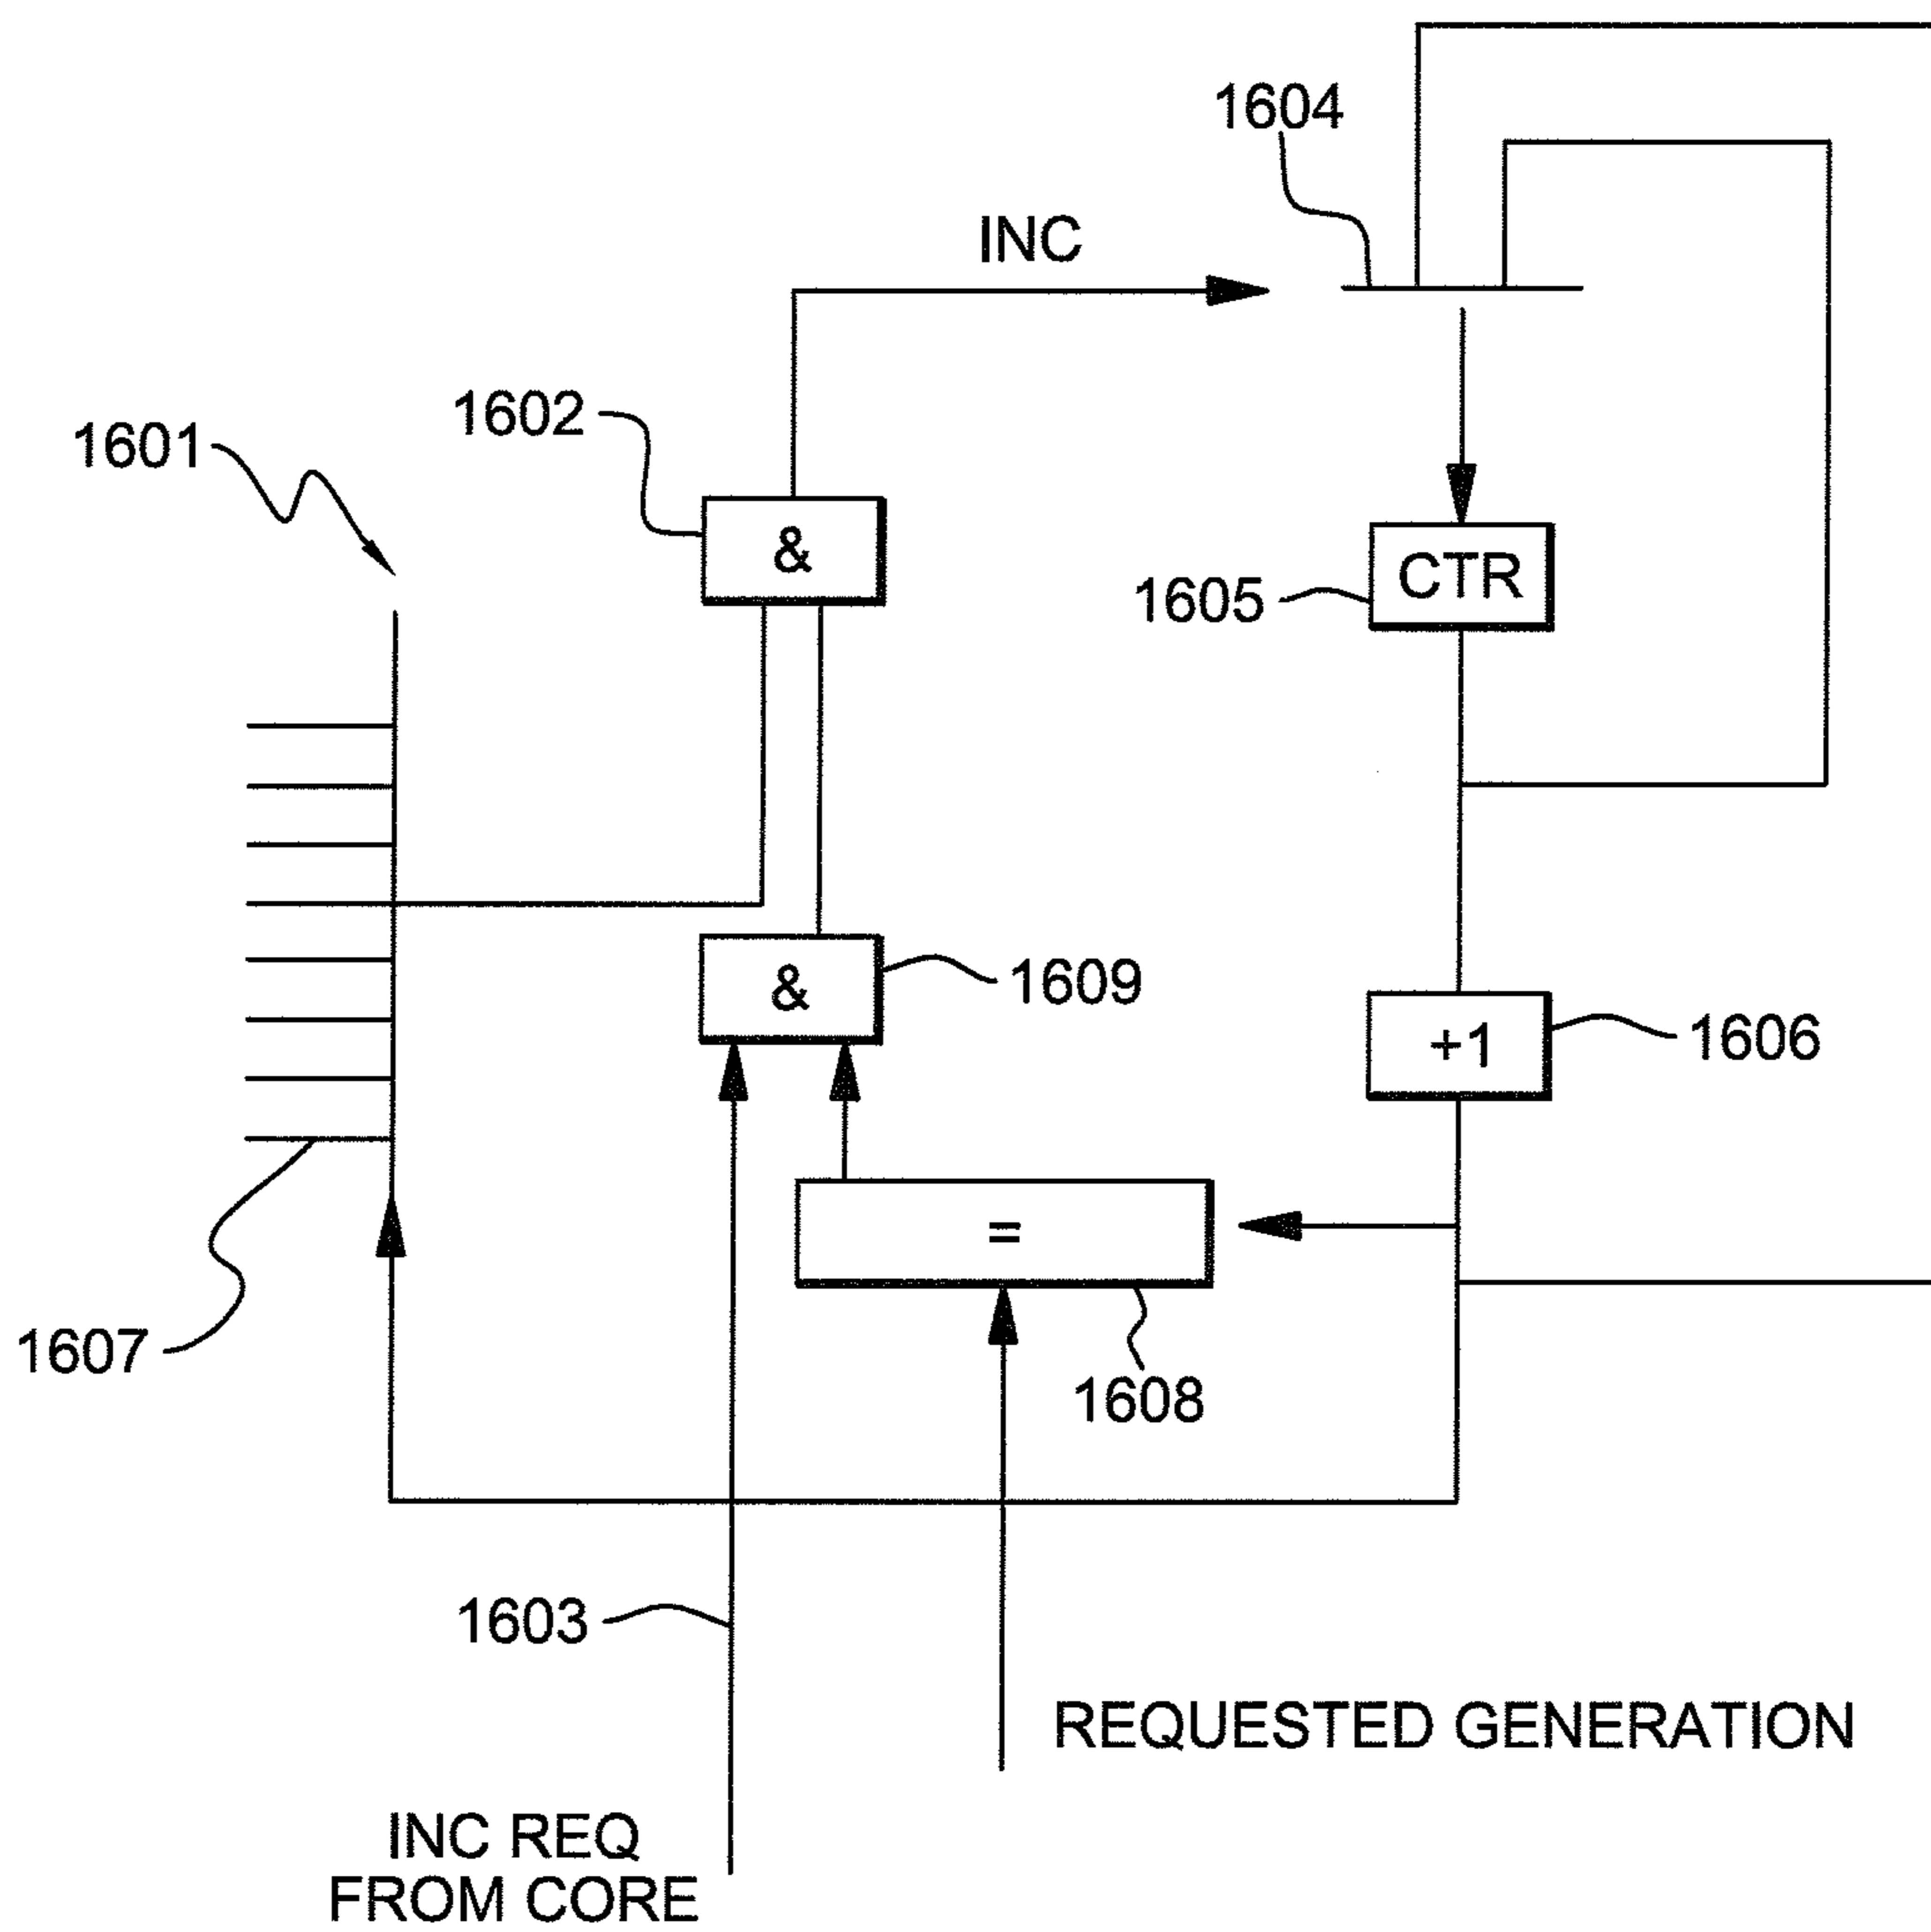 1604
INC
1602
1601
&
CTR
1605
&
1609
+1
1606
=
1607
1608
1603
REQUESTED GENERATION
INC REQ
FROM CORE